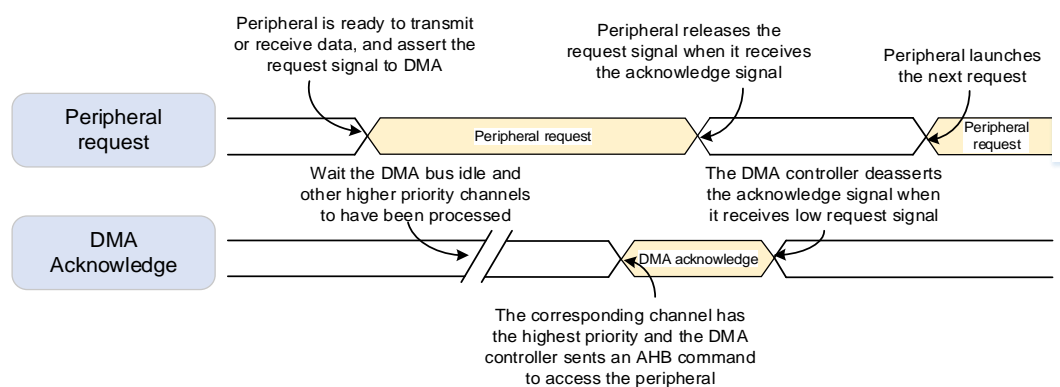 Peripheral is ready to transmit
or receive data, and assert the
request signal to DMA
Peripheral releases the
request signal when it receives
the acknowledge signal
Peripheral launches
the next request
Peripheral
request
Peripheral request
Peripheral
request
Wait the DMA bus idle and
other higher priority channels
to have been processed
The DMA controller deasserts
the acknowledge signal when
it receives low request signal
DMA
Acknowledge
DMA acknowledge
The corresponding channel has
the highest priority and the DMA
controller sents an AHB command
to access the peripheral